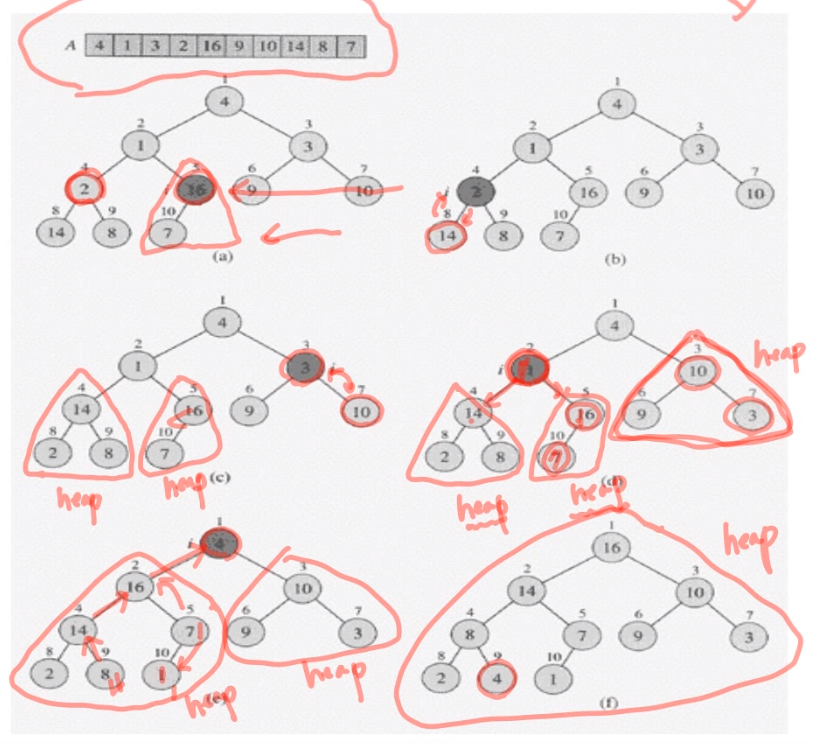 A 4 1 3 2 16 9 10 14 8 7
1
4
2 3
1 3
4 5 6 7
2 i 16 9 10
8 9 10
14 8 7
(a)
1
4
2 3
1 3
4 5 6 7
i 2 16 9 10
8 9 10
14 8 7
(b)
1
4
2 3
1 3 i
4 5 6 7
14 16 9 10
8 9 10
2 8 7
heap heap (c)
1
4
2 3
i 1 10 heap
4 5 6 7
14 16 9 3
8 9 10
2 8 7
(d)
heap heap
1
i 4
2 3
16 10
4 5 6 7
14 7 9 3
8 9 10
2 8 1
heap heap
(e)
1
16 heap
2 3
14 10
4 5 6 7
8 7 9 3
8 9 10
2 4 1
(f)